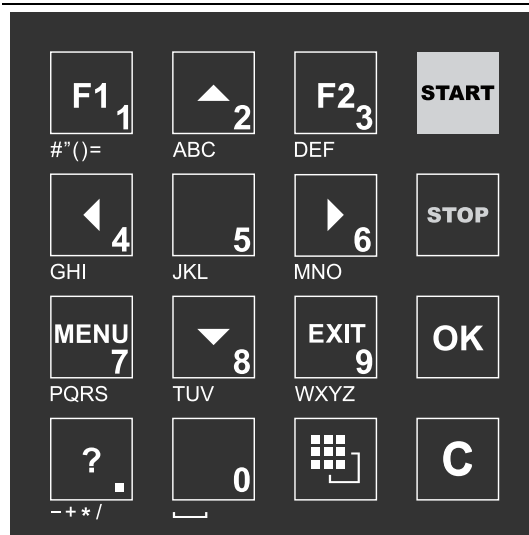 F1 1
2
F2 3
START
#"()=
ABC
DEF
4
5
6
STOP
GHI
JKL
MNO
MENU 7
8
EXIT 9
OK
PQRS
TUV
WXYZ
? .
0
C
-+*/